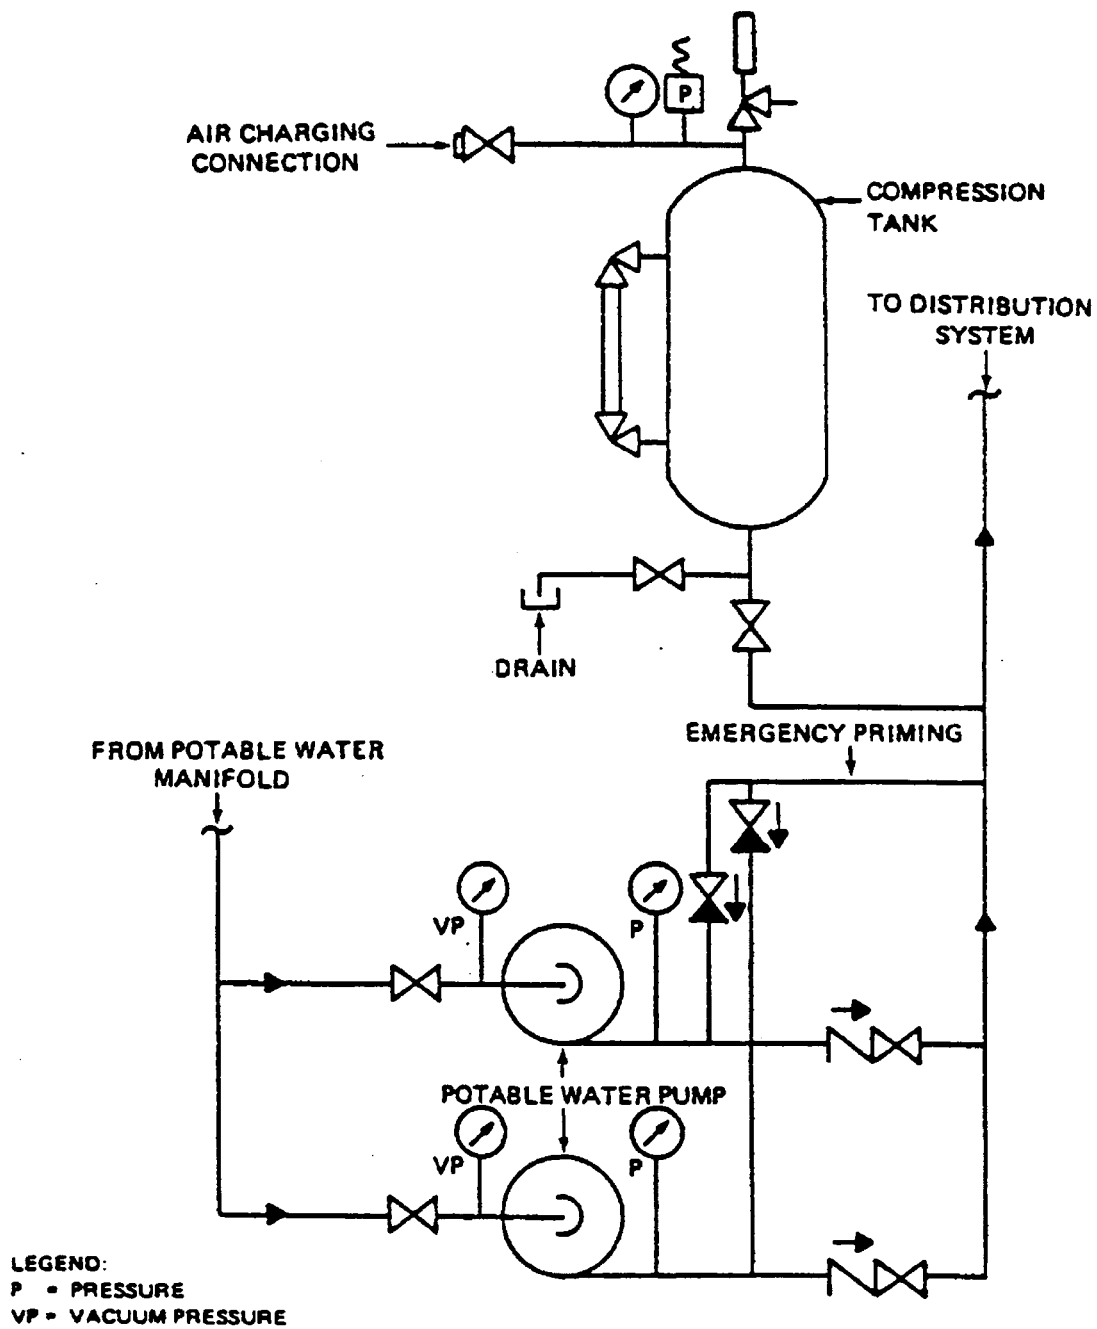 P
AIR CHARGING
CONNECTION
COMPRESSION
TANK
TO DISTRIBUTION
SYSTEM
DRAIN
EMERGENCY PRIMING
FROM POTABLE WATER
MANIFOLD
VP
P
POTABLE WATER PUMP
VP
P
LEGEND:
P = PRESSURE
VP = VACUUM PRESSURE